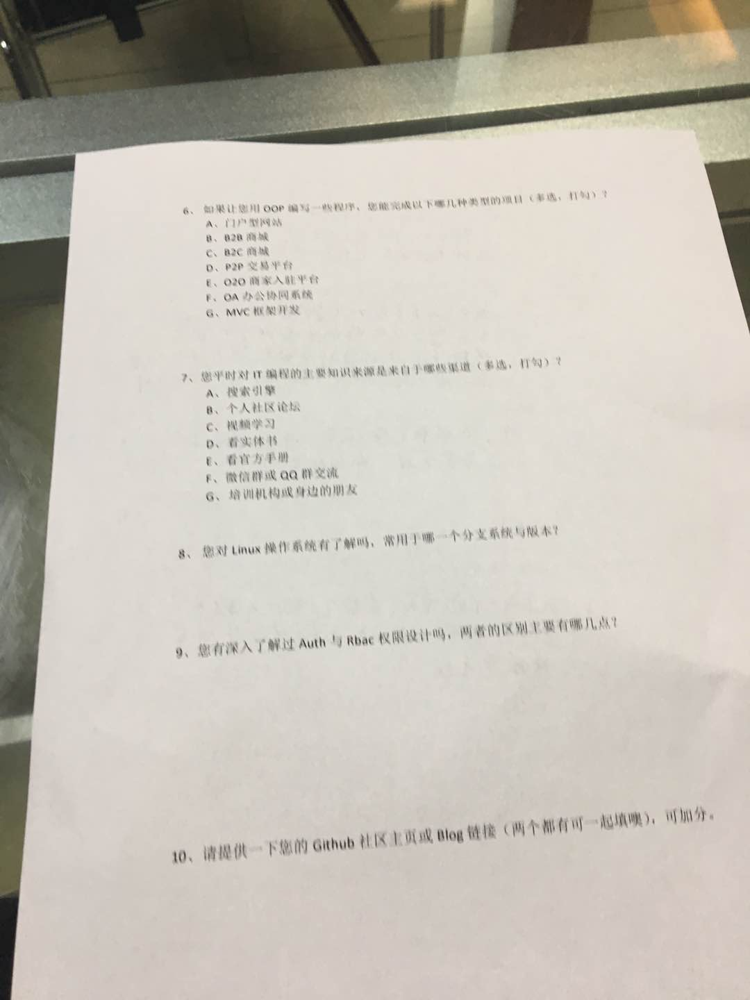 6、如果让您用 OOP 编写一些程序，您能完成以下哪几种类型的项目（多选，打勾）？
A、门户型网站
B、B2B 商城
C、B2C 商城
D、P2P 交易平台
E、O2O 商家入驻平台
F、OA 办公协同系统
G、MVC 框架开发
7、您平时对 IT 编程的主要知识来源是来自于哪些渠道（多选，打勾）？
A、搜索引擎
B、个人社区论坛
C、视频学习
D、看实体书
E、看官方手册
F、微信群或 QQ 群交流
G、培训机构或身边的朋友
8、您对 Linux 操作系统有了解吗，常用于哪一个分支系统与版本？
9、您有深入了解过 Auth 与 Rbac 权限设计吗，两者的区别主要有哪几点？
10、请提供一下您的 Github 社区主页或 Blog 链接（两个都有可一起填噢），可加分。